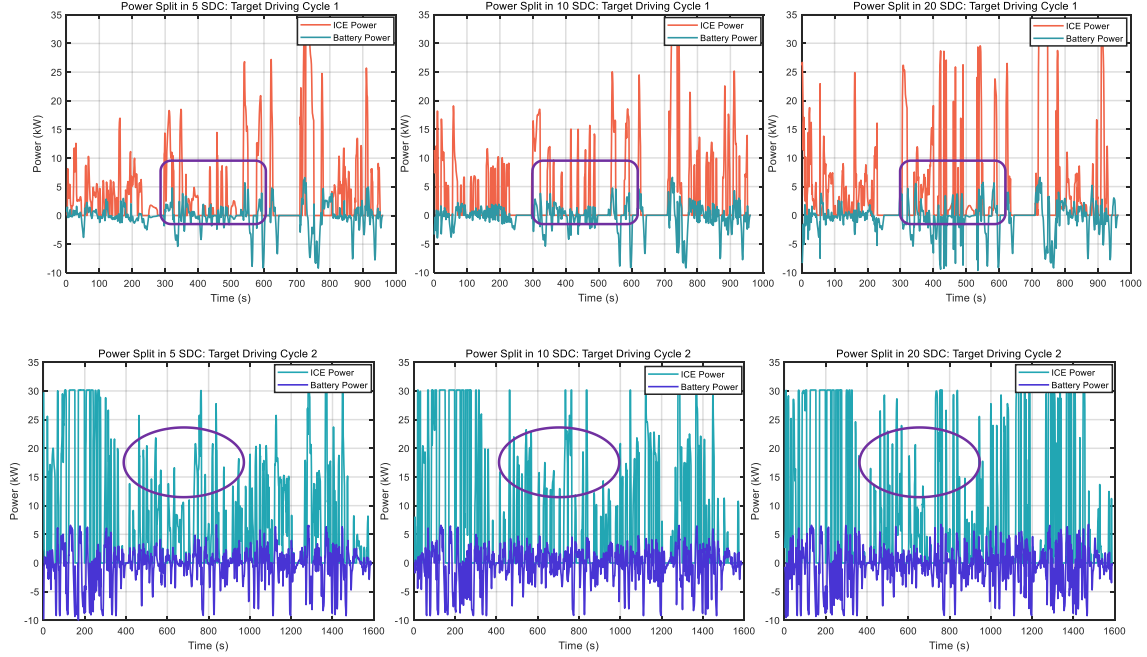 Power Split in 5 SDC: Target Driving Cycle 1
ICE Power
Battery Power
Power (kW)
35
30
25
20
15
10
5
0
-5
-10
0 100 200 300 400 500 600 700 800 900 1000
Time (s)
Power Split in 10 SDC: Target Driving Cycle 1
ICE Power
Battery Power
Power (kW)
35
30
25
20
15
10
5
0
-5
-10
0 100 200 300 400 500 600 700 800 900 1000
Time (s)
Power Split in 20 SDC: Target Driving Cycle 1
ICE Power
Battery Power
Power (kW)
35
30
25
20
15
10
5
0
-5
-10
0 100 200 300 400 500 600 700 800 900 1000
Time (s)
Power Split in 5 SDC: Target Driving Cycle 2
ICE Power
Battery Power
Power (kW)
35
30
25
20
15
10
5
0
-5
-10
0 200 400 600 800 1000 1200 1400 1600
Time (s)
Power Split in 10 SDC: Target Driving Cycle 2
ICE Power
Battery Power
Power (kW)
35
30
25
20
15
10
5
0
-5
-10
0 200 400 600 800 1000 1200 1400 1600
Time (s)
Power Split in 20 SDC: Target Driving Cycle 2
ICE Power
Battery Power
Power (kW)
35
30
25
20
15
10
5
0
-5
-10
0 200 400 600 800 1000 1200 1400 1600
Time (s)